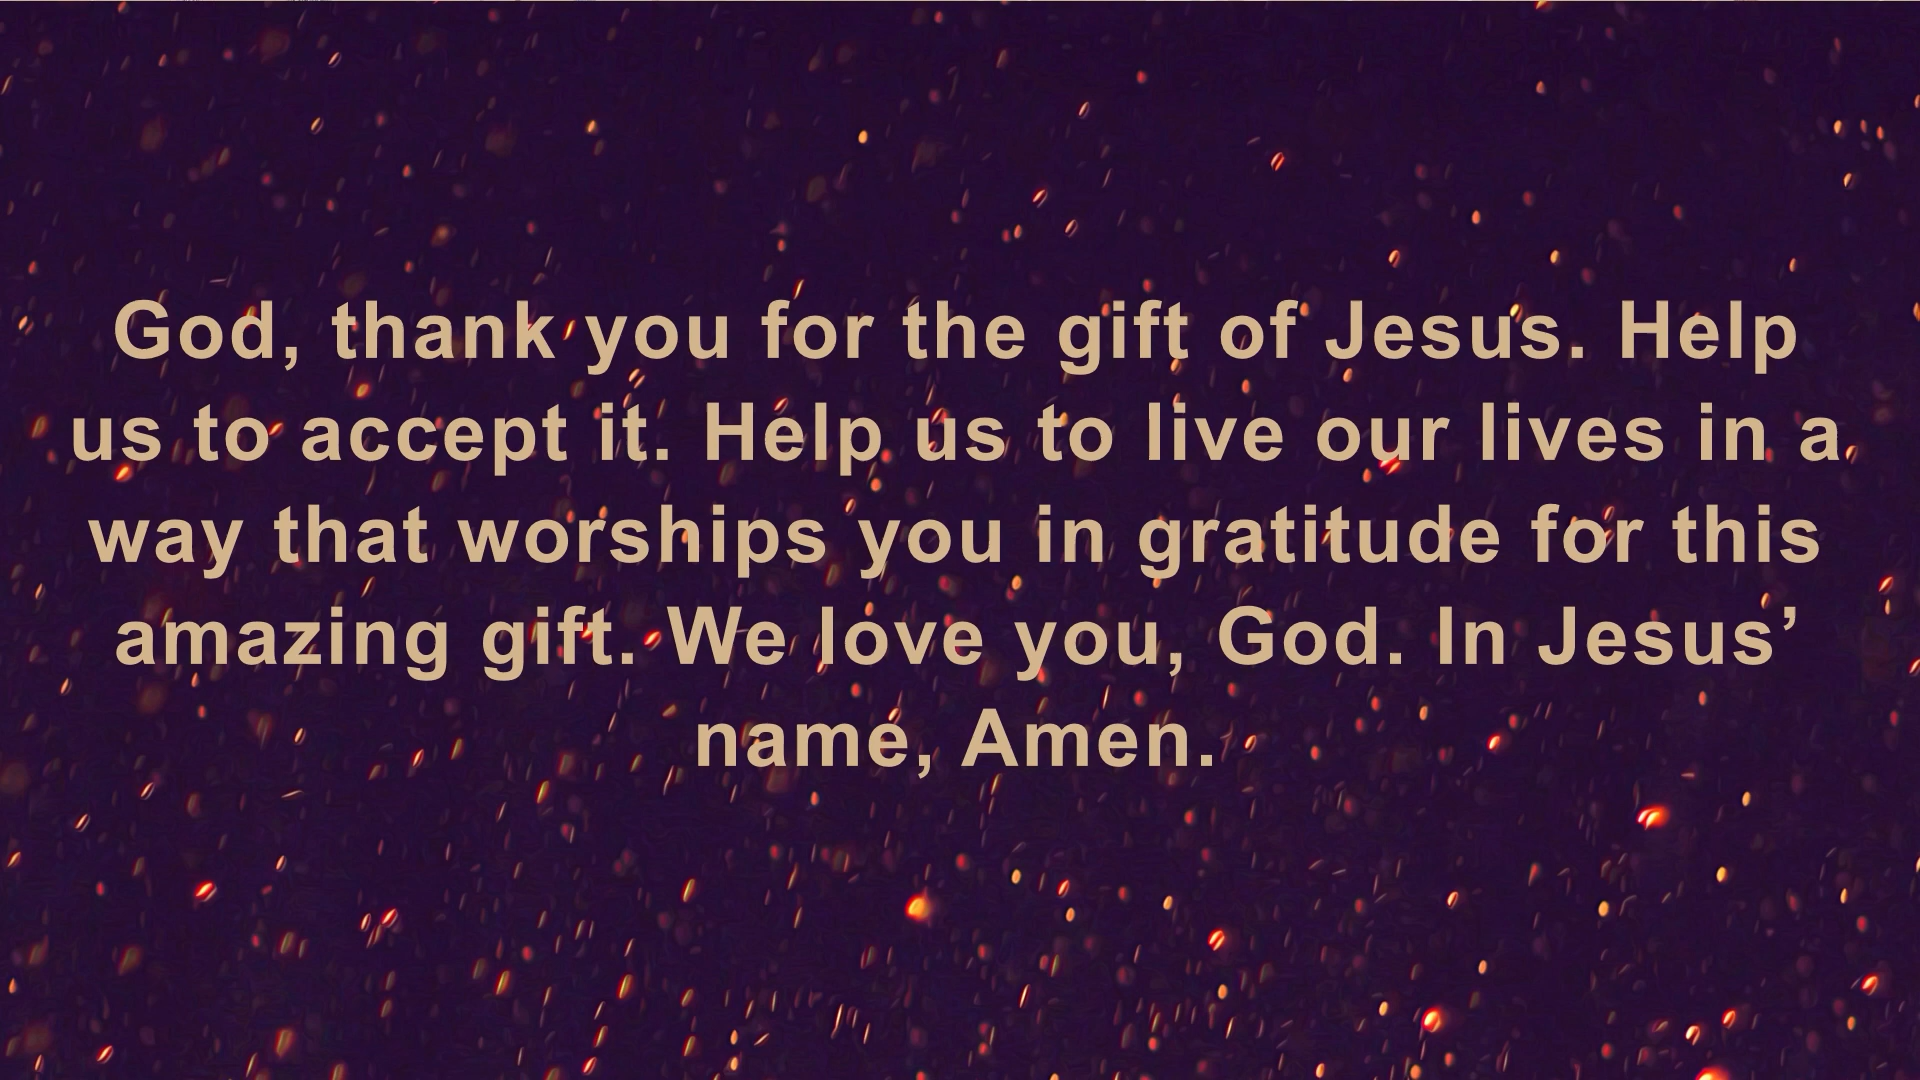 God, thank you for the gift of Jesus. Help
us to accept it. Help us to live our lives in a
way that worships you in gratitude for this
amazing gift. We love you, God. In Jesus’
name, Amen.